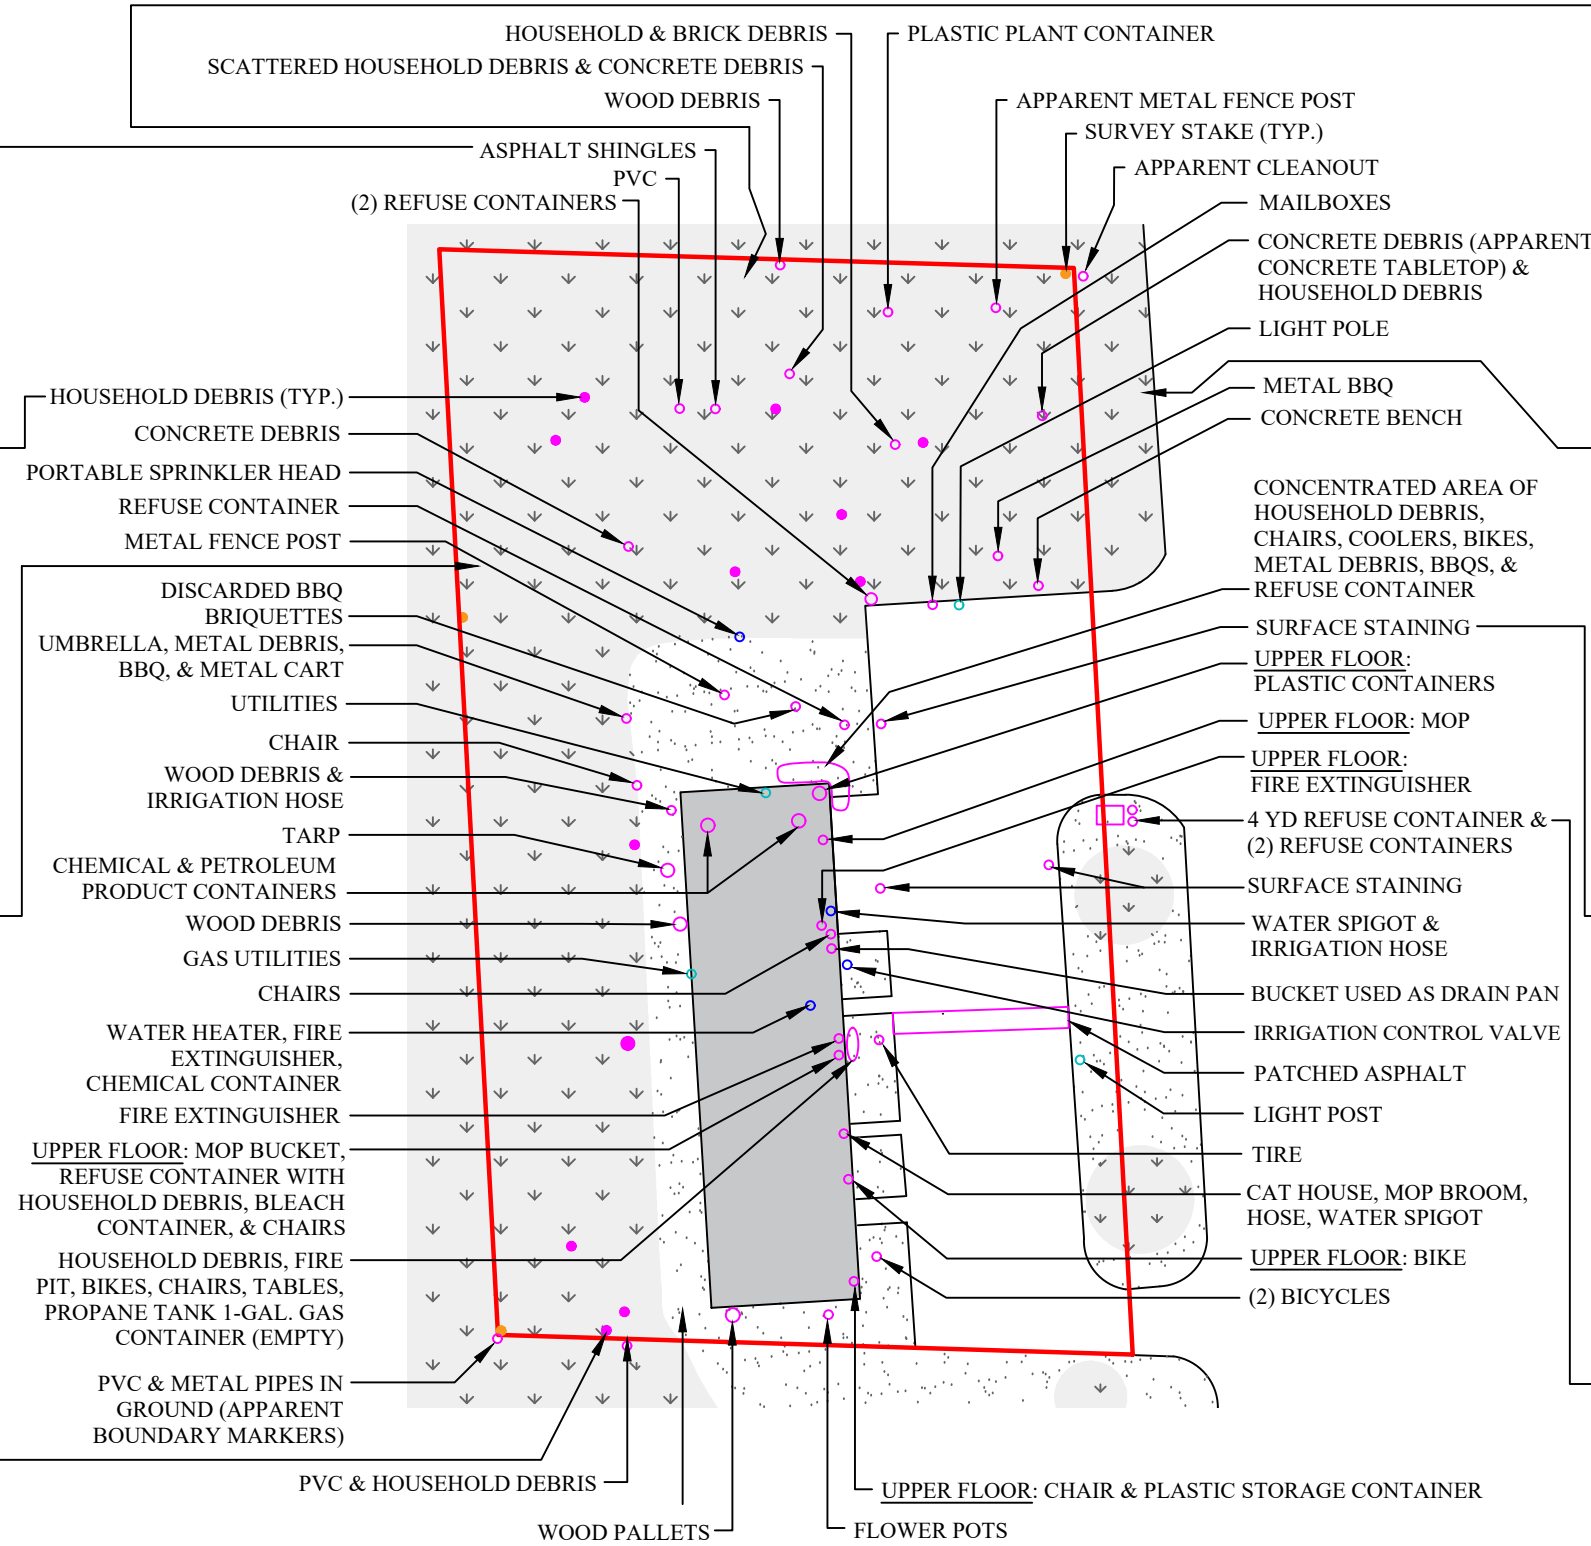 HOUSEHOLD & BRICK DEBRIS
PLASTIC PLANT CONTAINER
SCATTERED HOUSEHOLD DEBRIS & CONCRETE DEBRIS
WOOD DEBRIS
APPARENT METAL FENCE POST
SURVEY STAKE (TYP.)
ASPHALT SHINGLES
APPARENT CLEANOUT
PVC
(2) REFUSE CONTAINERS
MAILBOXES
CONCRETE DEBRIS (APPARENT
CONCRETE TABLETOP) &
HOUSEHOLD DEBRIS
LIGHT POLE
METAL BBQ
CONCRETE BENCH
HOUSEHOLD DEBRIS (TYP.)
CONCRETE DEBRIS
PORTABLE SPRINKLER HEAD
REFUSE CONTAINER
METAL FENCE POST
DISCARDED BBQ
BRIQUETTES
UMBRELLA, METAL DEBRIS,
BBQ, & METAL CART
UTILITIES
CHAIR
WOOD DEBRIS &
IRRIGATION HOSE
TARP
CHEMICAL & PETROLEUM
PRODUCT CONTAINERS
WOOD DEBRIS
GAS UTILITIES
CHAIRS
WATER HEATER, FIRE
EXTINGUISHER,
CHEMICAL CONTAINER
FIRE EXTINGUISHER
UPPER FLOOR: MOP BUCKET,
REFUSE CONTAINER WITH
HOUSEHOLD DEBRIS, BLEACH
CONTAINER, & CHAIRS
HOUSEHOLD DEBRIS, FIRE
PIT, BIKES, CHAIRS, TABLES,
PROPANE TANK 1-GAL. GAS
CONTAINER (EMPTY)
PVC & METAL PIPES IN
GROUND (APPARENT
BOUNDARY MARKERS)
CONCENTRATED AREA OF
HOUSEHOLD DEBRIS,
CHAIRS, COOLERS, BIKES,
METAL DEBRIS, BBQS, &
REFUSE CONTAINER
SURFACE STAINING
UPPER FLOOR:
PLASTIC CONTAINERS
UPPER FLOOR: MOP
UPPER FLOOR:
FIRE EXTINGUISHER
4 YD REFUSE CONTAINER &
(2) REFUSE CONTAINERS
SURFACE STAINING
WATER SPIGOT &
IRRIGATION HOSE
BUCKET USED AS DRAIN PAN
IRRIGATION CONTROL VALVE
PATCHED ASPHALT
LIGHT POST
TIRE
CAT HOUSE, MOP BROOM,
HOSE, WATER SPIGOT
UPPER FLOOR: BIKE
(2) BICYCLES
PVC & HOUSEHOLD DEBRIS
UPPER FLOOR: CHAIR & PLASTIC STORAGE CONTAINER
WOOD PALLETS
FLOWER POTS